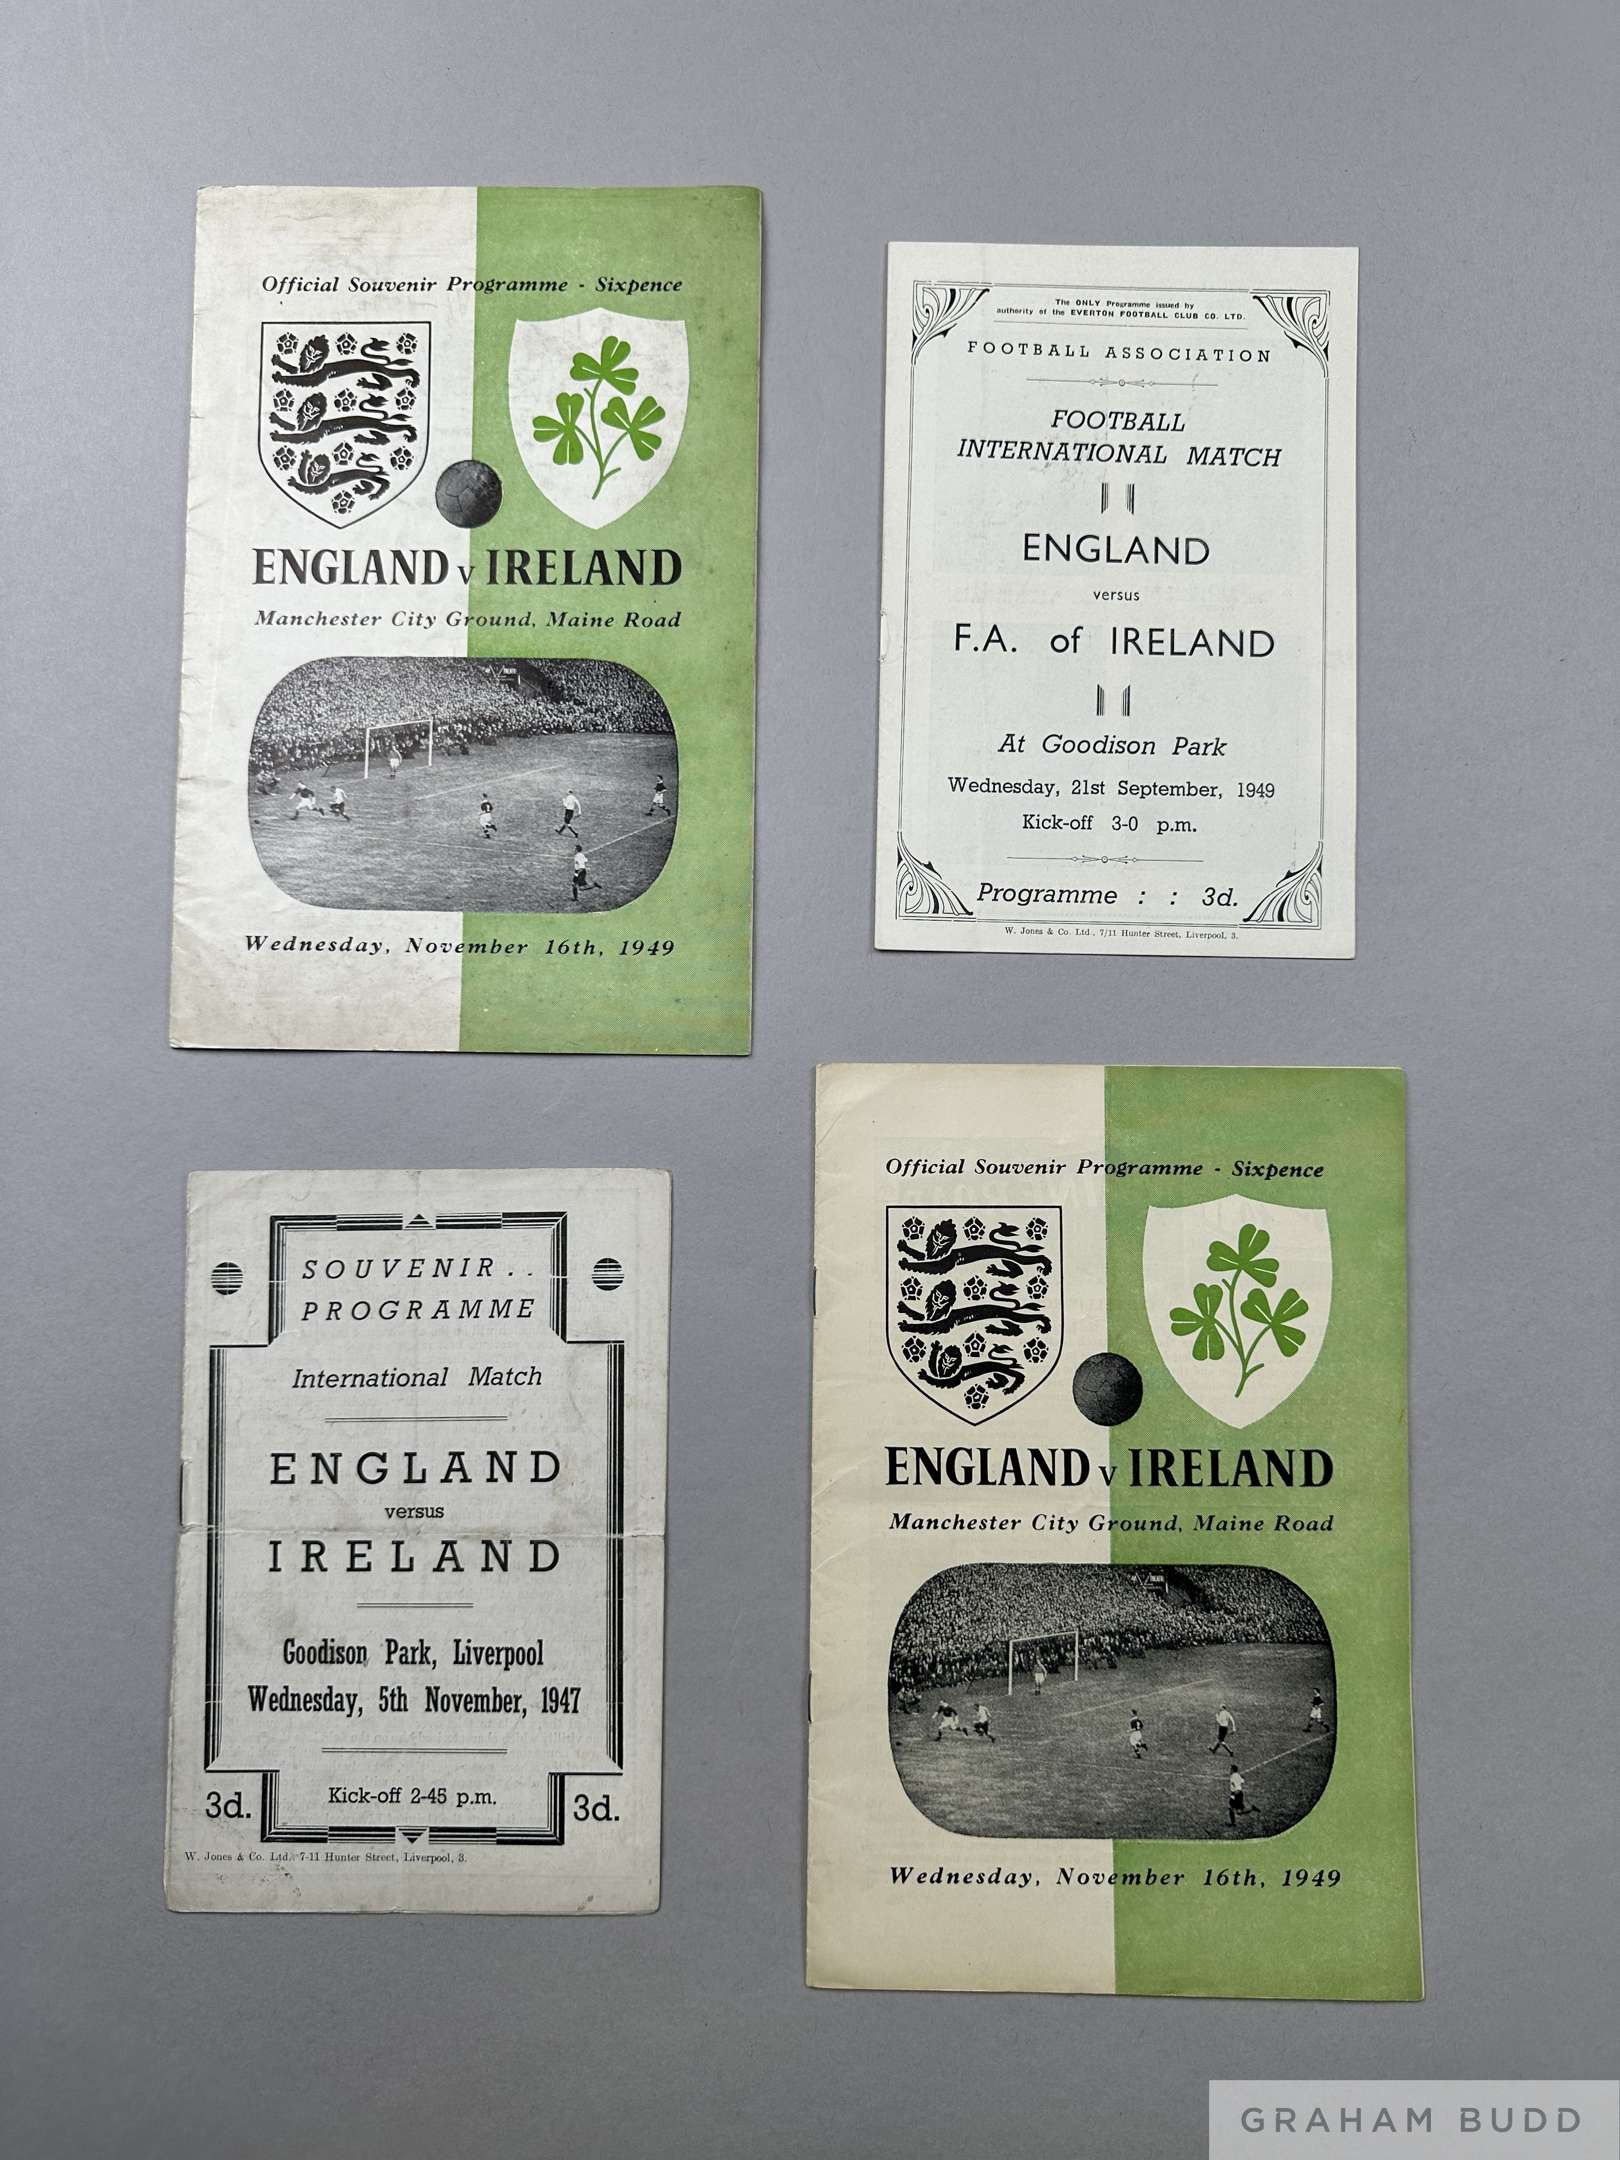 Official Souvenir Programme - Sixpence
ENGLAND v IRELAND
Manchester City Ground, Maine Road
Wednesday, November 16th, 1949
The ONLY Programme issued by
authority of the EVERTON FOOTBALL CLUB CO. LTD.
FOOTBALL ASSOCIATION
FOOTBALL
INTERNATIONAL MATCH
ENGLAND
versus
F.A. of IRELAND
At Goodison Park
Wednesday, 21st September, 1949
Kick-off 3-0 p.m.
Programme : : 3d.
W. Jones & Co. Ltd., 7/11 Hunter Street, Liverpool, 3.
SOUVENIR . .
PROGRAMME
International Match
ENGLAND
versus
IRELAND
Goodison Park, Liverpool
Wednesday, 5th November, 1947
3d. Kick-off 2-45 p.m. 3d.
W. Jones & Co. Ltd. 7-11 Hunter Street, Liverpool, 3.
Official Souvenir Programme - Sixpence
ENGLAND v IRELAND
Manchester City Ground, Maine Road
Wednesday, November 16th, 1949
GRAHAM BUDD